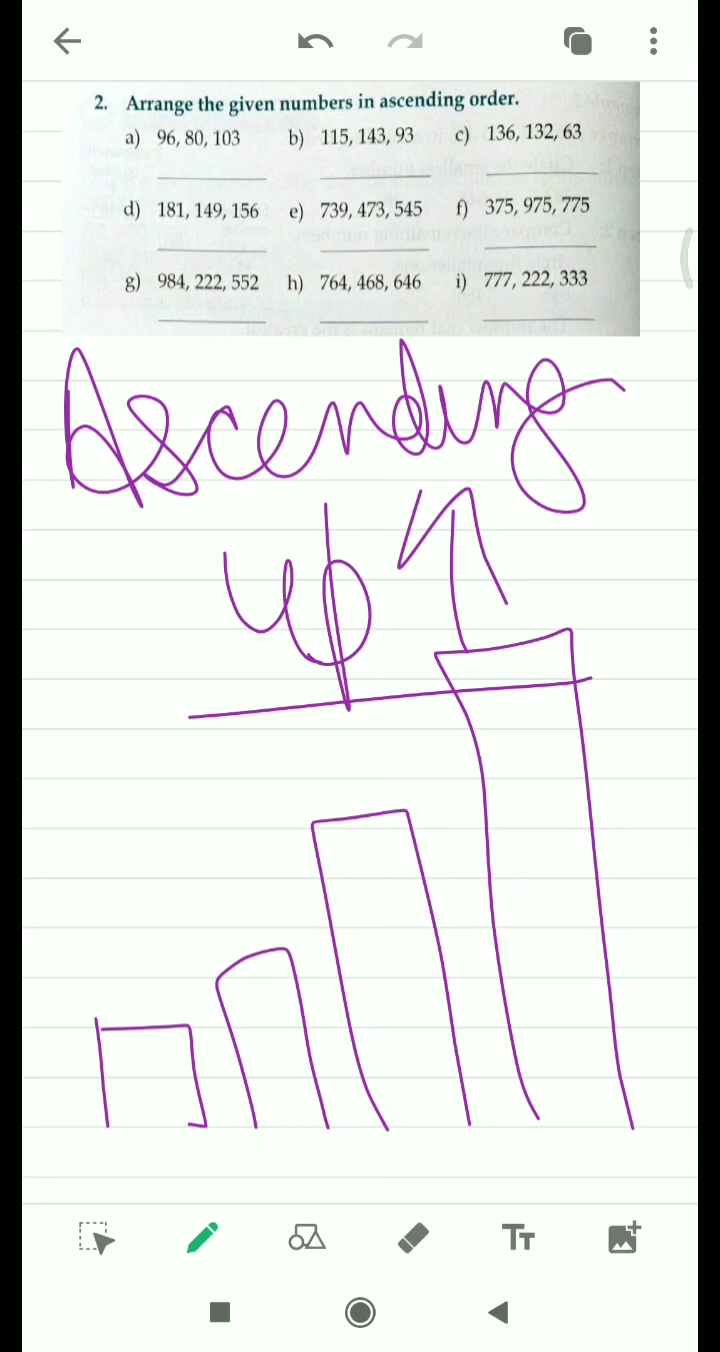 2. Arrange the given numbers in ascending order.
a) 96, 80, 103 b) 115, 143, 93 c) 136, 132, 63
d) 181, 149, 156 e) 739, 473, 545 f) 375, 975, 775
g) 984, 222, 552 h) 764, 468, 646 i) 777, 222, 333
Ascending
up
TT